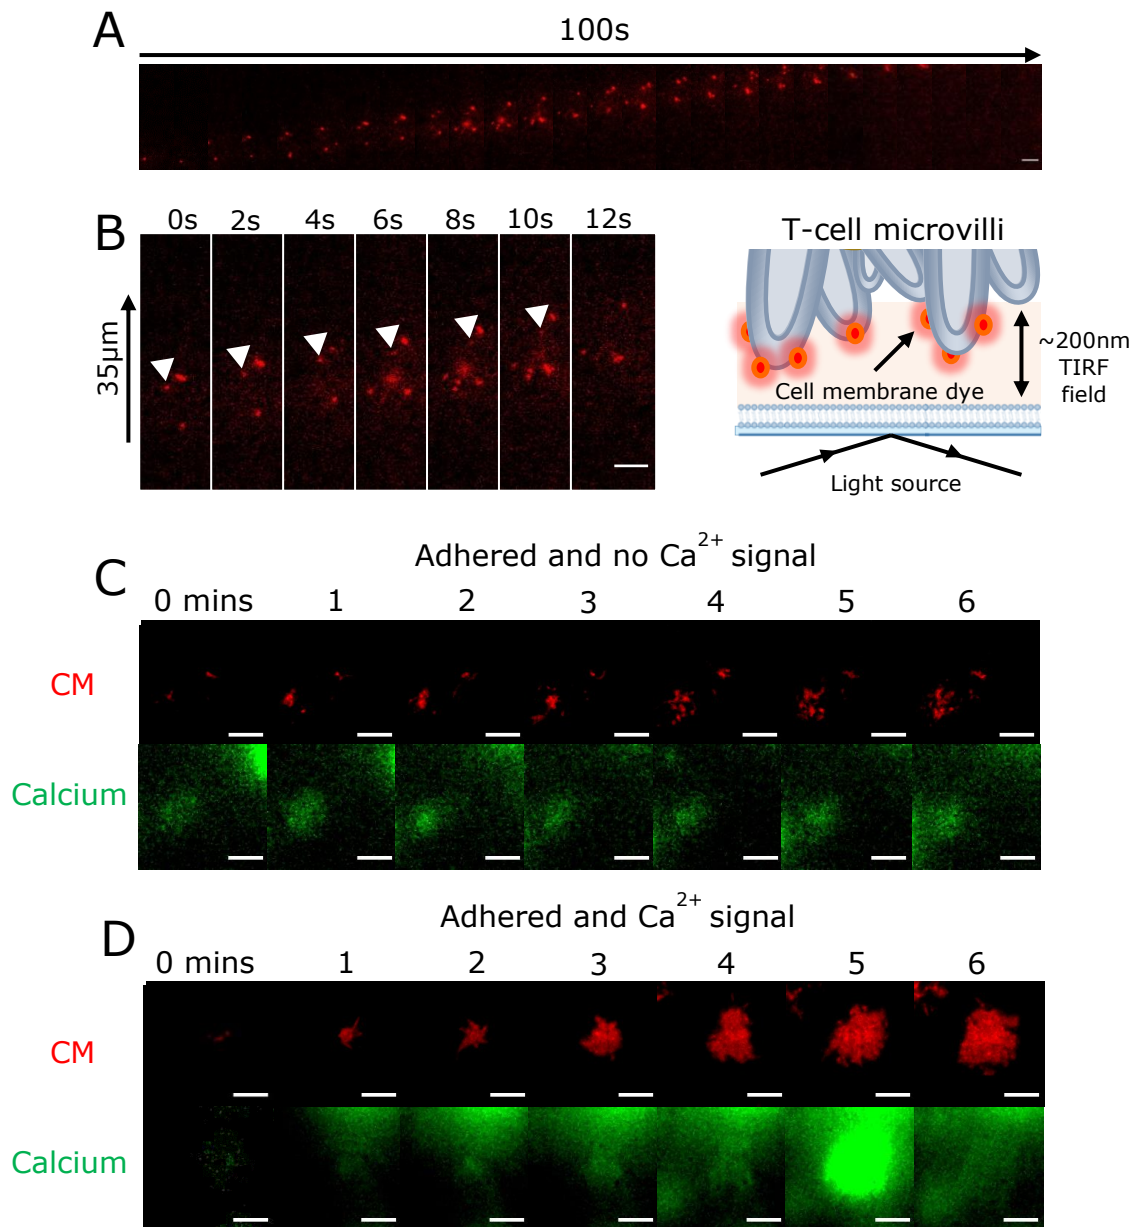 A
100s
B
0s 2s 4s 6s 8s 10s 12s
35µm
T-cell microvilli
Cell membrane dye
~200nm
TIRF
field
Light source
C
Adhered and no Ca²⁺ signal
0 mins 1 2 3 4 5 6
CM
Calcium
D
Adhered and Ca²⁺ signal
0 mins 1 2 3 4 5 6
CM
Calcium